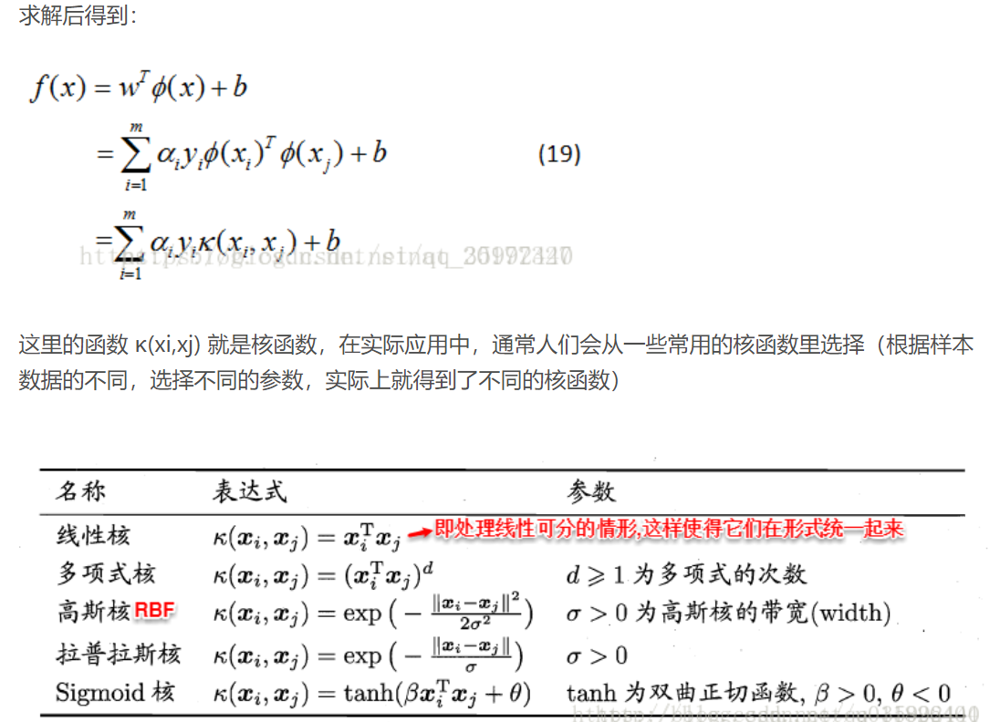 求解后得到：
f(x) = w^T ϕ(x) + b
= ∑_{i=1}^{m} α_i y_i ϕ(x_i)^T ϕ(x_j) + b (19)
= ∑_{i=1}^{m} α_i y_i κ(x_i, x_j) + b
这里的函数 κ(xi,xj) 就是核函数，在实际应用中，通常人们会从一些常用的核函数里选择（根据样本
数据的不同，选择不同的参数，实际上就得到了不同的核函数）
名称 表达式 参数
线性核 κ(x_i, x_j) = x_i^T x_j 即处理线性可分的情形,这样使得它们在形式统一起来
多项式核 κ(x_i, x_j) = (x_i^T x_j)^d d ⩾ 1 为多项式的次数
高斯核 RBF κ(x_i, x_j) = exp(−‖x_i−x_j‖²/2σ²) σ > 0 为高斯核的带宽(width)
拉普拉斯核 κ(x_i, x_j) = exp(−‖x_i−x_j‖/σ) σ > 0
Sigmoid 核 κ(x_i, x_j) = tanh(βx_i^T x_j + θ) tanh 为双曲正切函数, β > 0, θ < 0